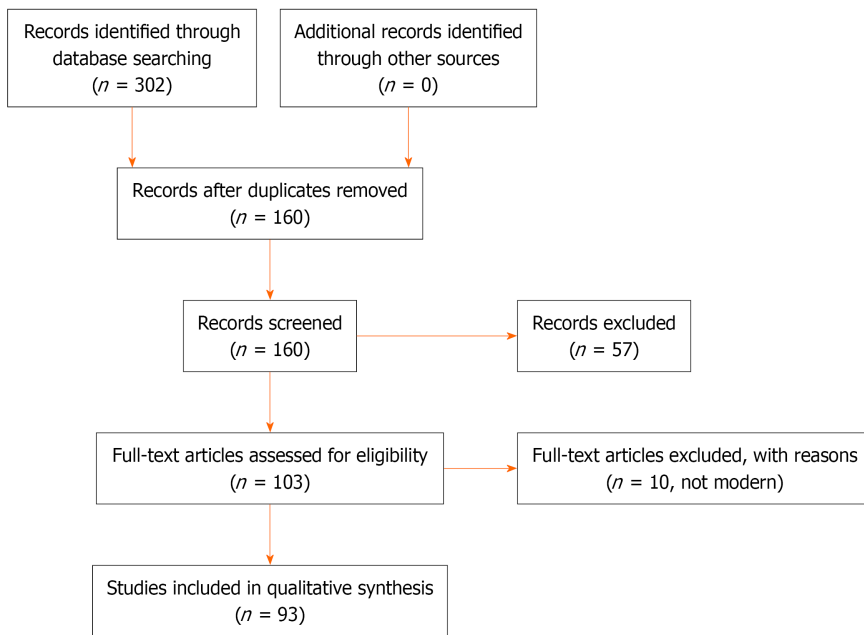 Records identified through
database searching
(n = 302)
Additional records identified
through other sources
(n = 0)
Records after duplicates removed
(n = 160)
Records screened
(n = 160)
Records excluded
(n = 57)
Full-text articles assessed for eligibility
(n = 103)
Full-text articles excluded, with reasons
(n = 10, not modern)
Studies included in qualitative synthesis
(n = 93)